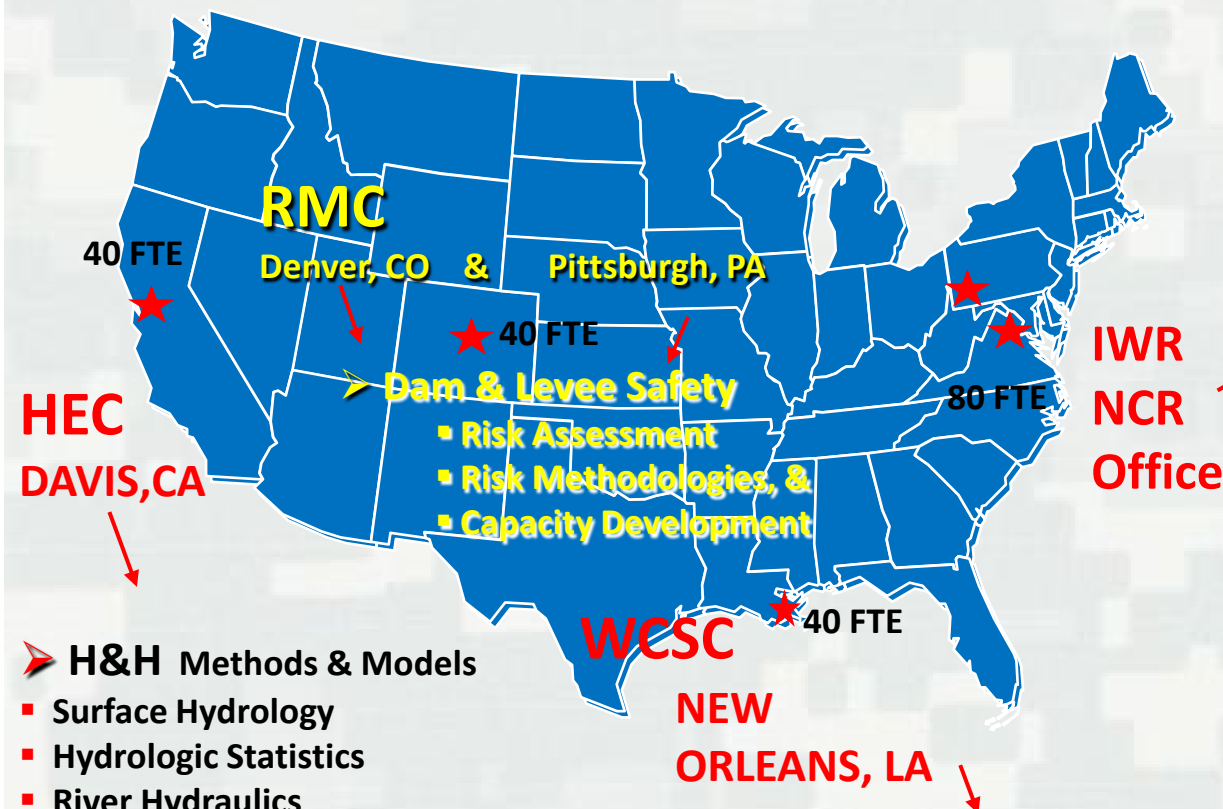 RMC
40 FTE
Denver, CO & Pittsburgh, PA
40 FTE
➢ Dam & Levee Safety
▪ Risk Assessment
▪ Risk Methodologies, &
▪ Capacity Development
HEC
DAVIS,CA
80 FTE
IWR
NCR
Office
WCSC
40 FTE
NEW
ORLEANS, LA
➢ H&H Methods & Models
▪ Surface Hydrology
▪ Hydrologic Statistics
▪ River Hydraulics